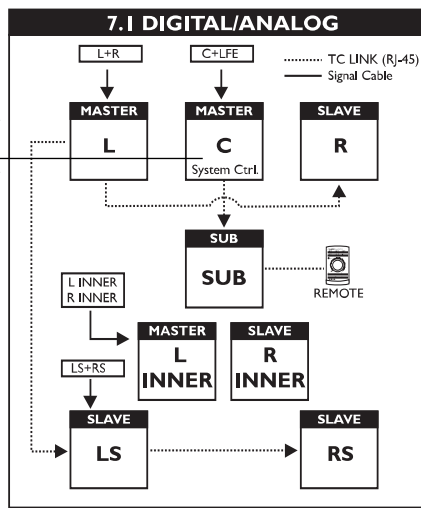 7.1 DIGITAL/ANALOG
L+R
C+LFE
TC LINK (RJ-45)
Signal Cable
MASTER
L
MASTER
C
System Ctrl.
SLAVE
R
SUB
SUB
REMOTE
L INNER
R INNER
MASTER
L
INNER
SLAVE
R
INNER
LS+RS
SLAVE
LS
SLAVE
RS